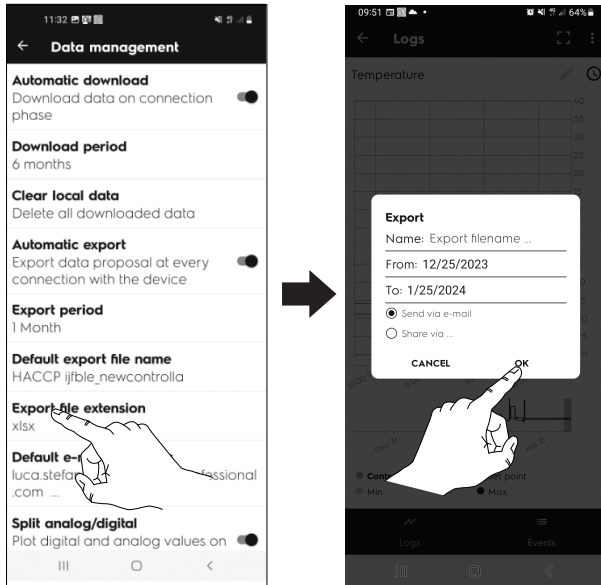 11:32
Data management
Automatic download
Download data on connection
phase
Download period
6 months
Clear local data
Delete all downloaded data
Automatic export
Export data proposal at every
connection with the device
Export period
1 Month
Default export file name
HACCP ijfble_newcontrolla
Export file extension
xlsx
Default
luca.stefa
.com ...
Split analog/digital
Plot digital and analog values on
09:51 64%
Logs
Temperature
40
35
30
25
20
Export
Name: Export filename ...
From: 12/25/2023
To: 1/25/2024
Send via e-mail
Share via ...
CANCEL OK
Dec 31 Jan 21
point
Min Max
Logs Events